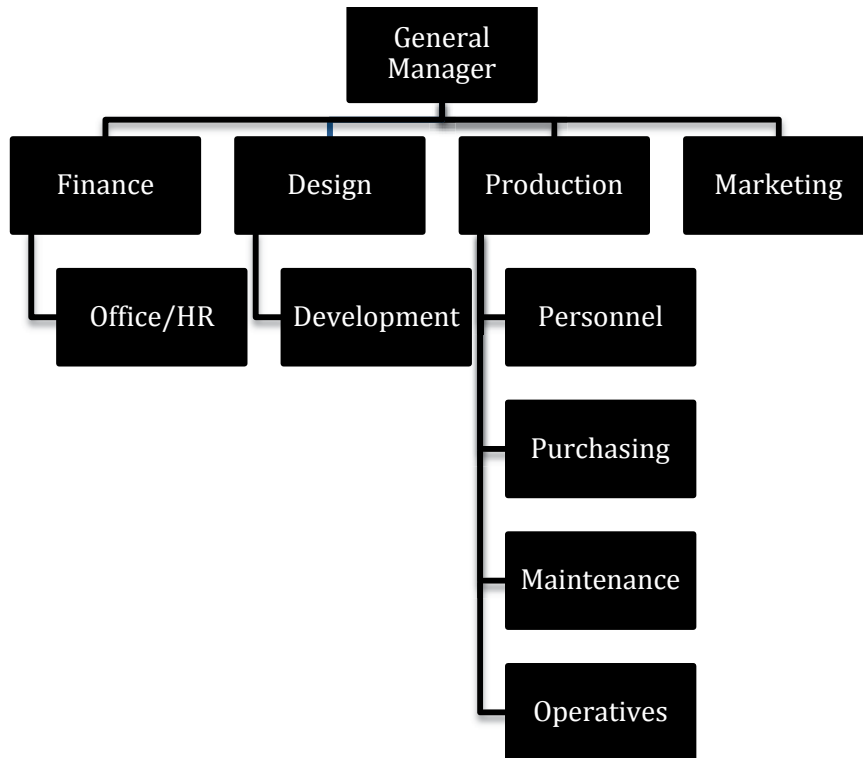 General
Manager
Finance
Design
Production
Marketing
Office/HR
Development
Personnel
Purchasing
Maintenance
Operatives